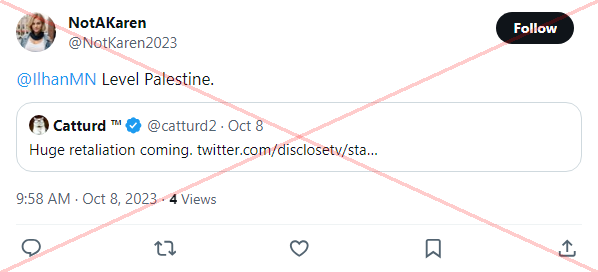 NotAKaren
@NotKaren2023
Follow
@IlhanMN Level Palestine.
Catturd ™ @catturd2 · Oct 8
Huge retaliation coming. twitter.com/disclosetv/sta...
9:58 AM · Oct 8, 2023 · 4 Views